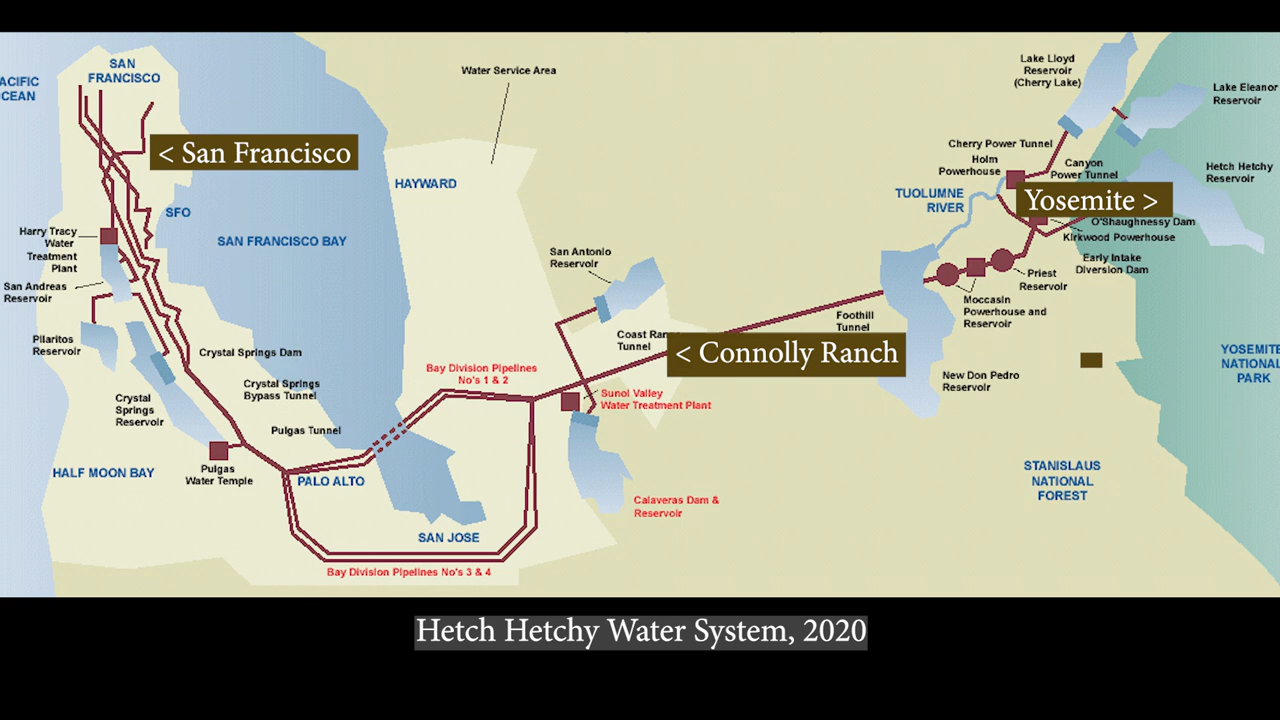 SAN
FRANCISCO
ACIFIC
CEAN
< San Francisco
SFO
SAN FRANCISCO BAY
HAYWARD
Water Service Area
Harry Tracy
Water
Treatment
Plant
San Andreas
Reservoir
Pilaritos
Reservoir
Crystal Springs Dam
Crystal Springs
Bypass Tunnel
Crystal
Springs
Reservoir
Pulgas Tunnel
HALF MOON BAY
Pulgas
Water Temple
PALO ALTO
SAN JOSE
Bay Division Pipelines
No's 1 & 2
Bay Division Pipelines No's 3 & 4
San Antonio
Reservoir
Coast Ran
Tunnel
< Connolly Ranch
Sunol Valley
Water Treatment Plant
Calaveras Dam &
Reservoir
Foothill
Tunnel
New Don Pedro
Reservoir
Lake Lloyd
Reservoir
(Cherry Lake)
Lake Eleanor
Reservoir
Cherry Power Tunnel
Holm
Powerhouse
Canyon
Power Tunnel
Hetch Hetchy
Reservoir
TUOLUMNE
RIVER
Yosemite >
O'Shaughnessy Dam
Kirkwood Powerhouse
Early Intake
Diversion Dam
Priest
Reservoir
Moccasin
Powerhouse and
Reservoir
YOSEMITE
NATIONAL
PARK
STANISLAUS
NATIONAL
FOREST
Hetch Hetchy Water System, 2020